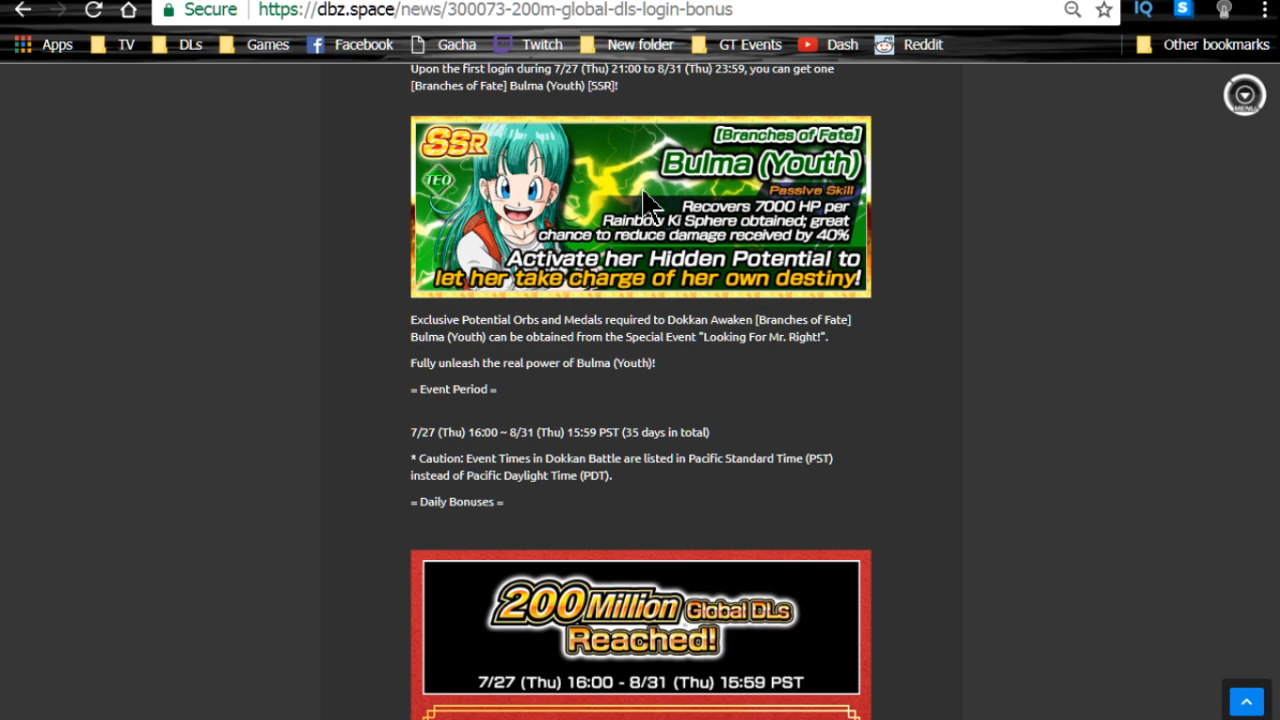 Secure https://dbz.space/news/300073-200m-global-dls-login-bonus
IQ S
Apps TV DLs Games Facebook Gacha Twitch New folder GT Events Dash Reddit Other bookmarks
Upon the first login during 7/27 (Thu) 21:00 to 8/31 (Thu) 23:59, you can get one
[Branches of Fate] Bulma (Youth) [SSR]!
MENU
SSR
[Branches of Fate]
Bulma (Youth)
TEQ
Passive Skill
Recovers 7000 HP per
Rainbow Ki Sphere obtained; great
chance to reduce damage received by 40%
Activate her Hidden Potential to
let her take charge of her own destiny!
Exclusive Potential Orbs and Medals required to Dokkan Awaken [Branches of Fate]
Bulma (Youth) can be obtained from the Special Event "Looking For Mr. Right!".
Fully unleash the real power of Bulma (Youth)!
= Event Period =
7/27 (Thu) 16:00 ~ 8/31 (Thu) 15:59 PST (35 days in total)
* Caution: Event Times in Dokkan Battle are listed in Pacific Standard Time (PST)
instead of Pacific Daylight Time (PDT).
= Daily Bonuses =
200Million Global DLs
Reached!
7/27 (Thu) 16:00 - 8/31 (Thu) 15:59 PST